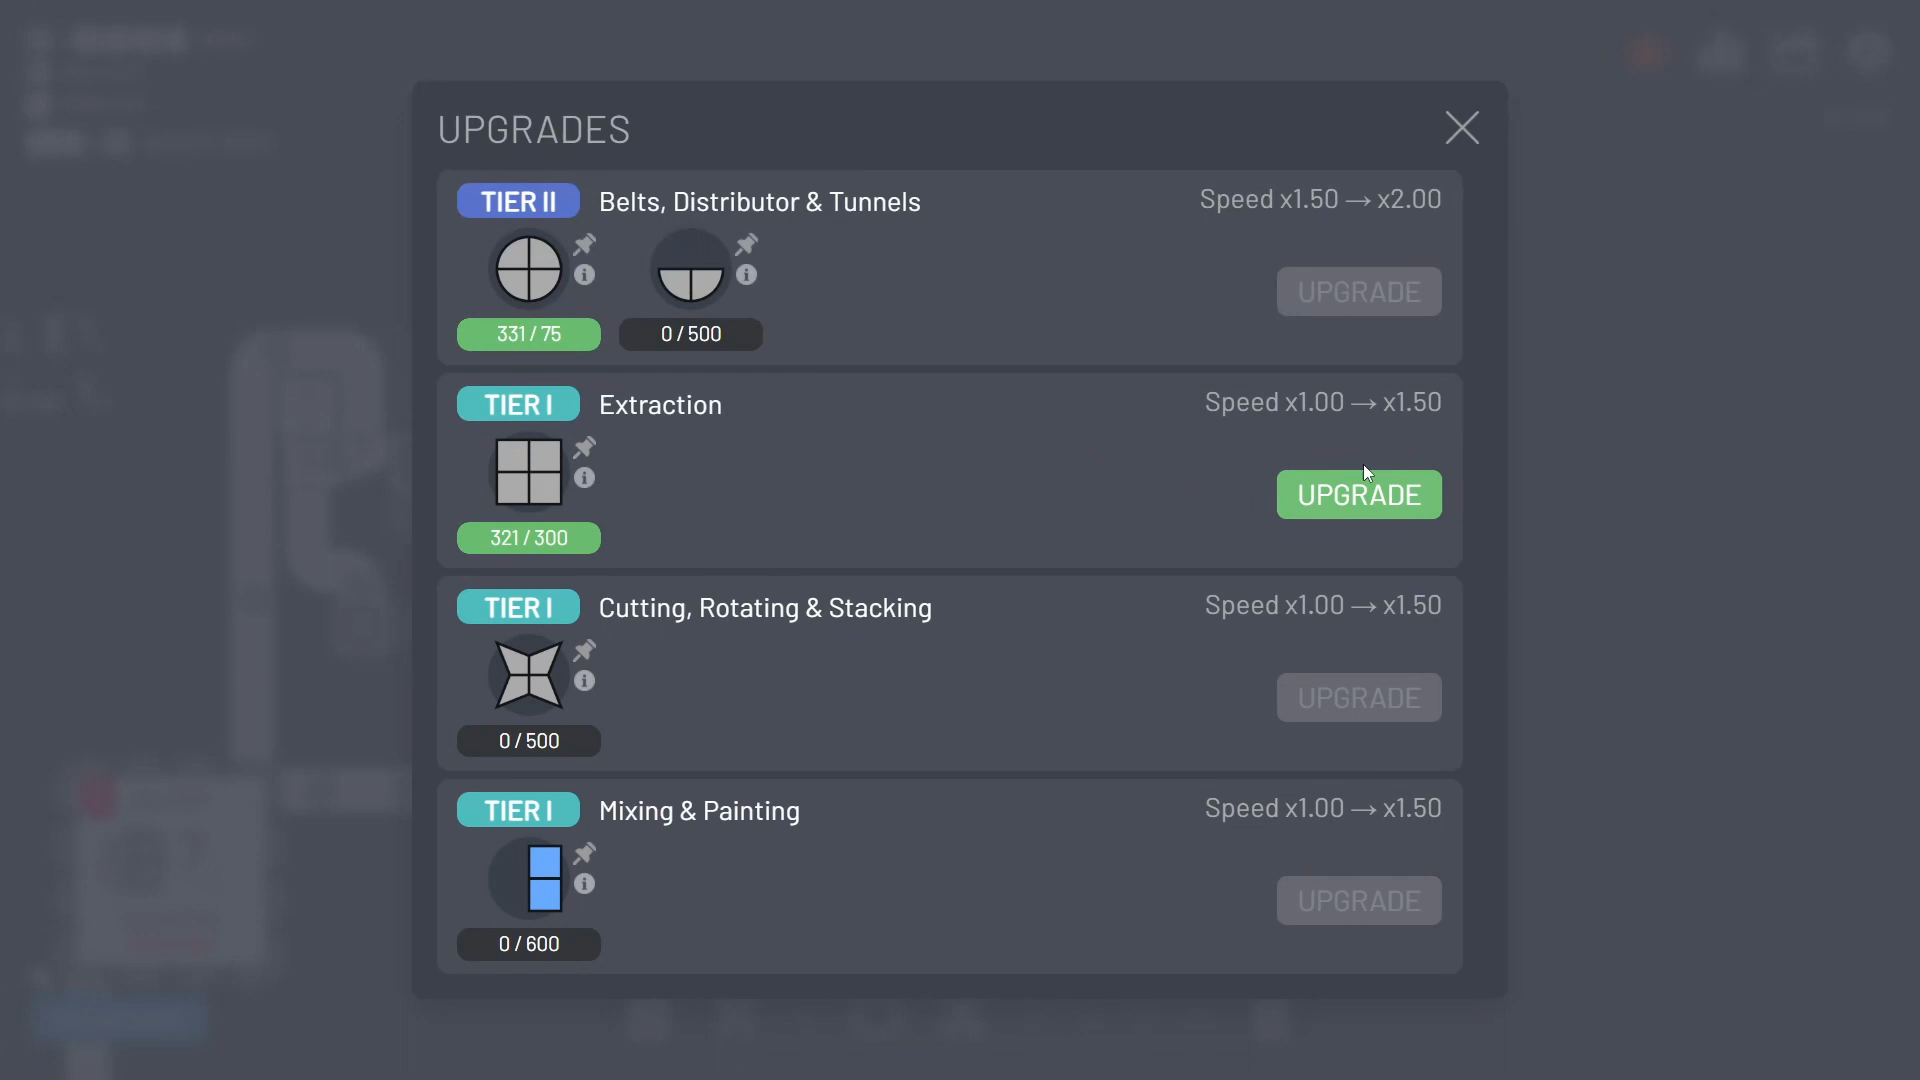 UPGRADES
TIER II Belts, Distributor & Tunnels Speed x1.50 → x2.00
UPGRADE
331 / 75 0 / 500
TIER I Extraction Speed x1.00 → x1.50
UPGRADE
321 / 300
TIER I Cutting, Rotating & Stacking Speed x1.00 → x1.50
UPGRADE
0 / 500
TIER I Mixing & Painting Speed x1.00 → x1.50
UPGRADE
0 / 600